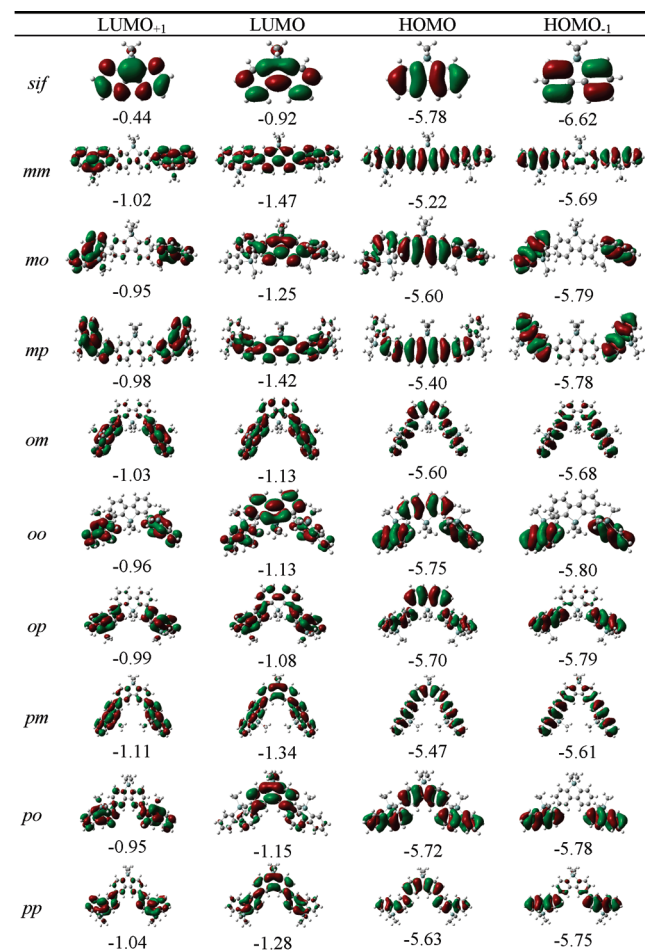 LUMO+1 LUMO HOMO HOMO-1
sif
-0.44 -0.92 -5.78 -6.62
mm
-1.02 -1.47 -5.22 -5.69
mo
-0.95 -1.25 -5.60 -5.79
mp
-0.98 -1.42 -5.40 -5.78
om
-1.03 -1.13 -5.60 -5.68
oo
-0.96 -1.13 -5.75 -5.80
op
-0.99 -1.08 -5.70 -5.79
pm
-1.11 -1.34 -5.47 -5.61
po
-0.95 -1.15 -5.72 -5.78
pp
-1.04 -1.28 -5.63 -5.75